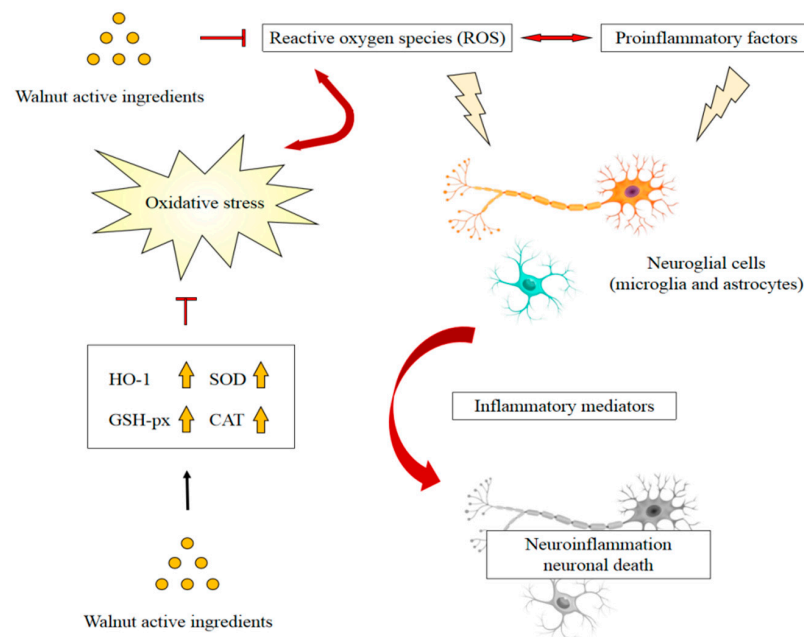 Reactive oxygen species (ROS)
Proinflammatory factors
Walnut active ingredients
Oxidative stress
Neuroglial cells
(microglia and astrocytes)
HO-1 SOD
GSH-px CAT
Inflammatory mediators
Neuroinflammation
neuronal death
Walnut active ingredients